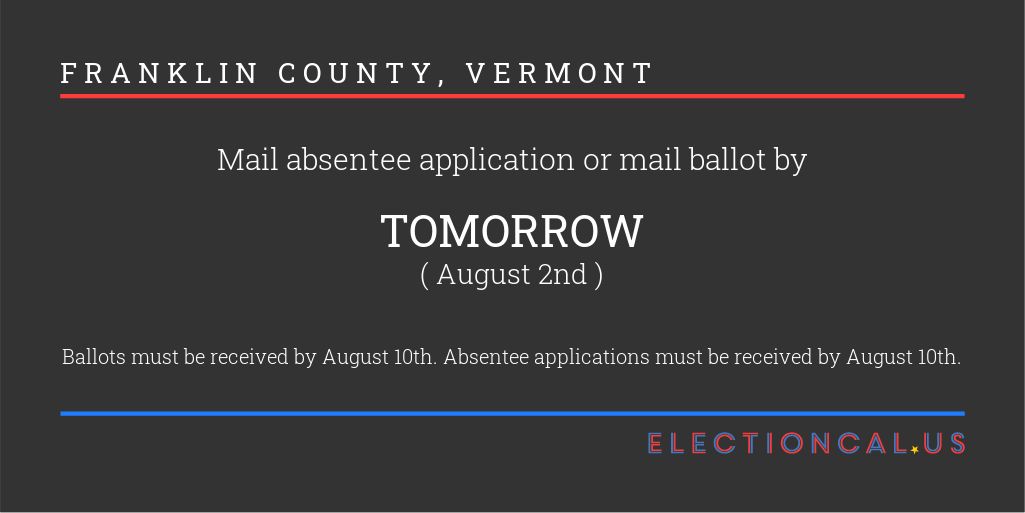 FRANKLIN COUNTY, VERMONT
Mail absentee application or mail ballot by
TOMORROW
( August 2nd )
Ballots must be received by August 10th. Absentee applications must be received by August 10th.
ELECTIONCAL.US